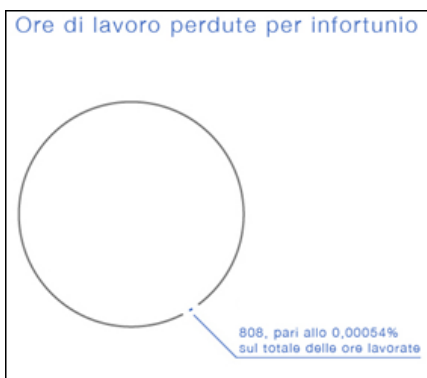 Ore di lavoro perdute per infortunio
808, pari allo 0,00054%
sul totale delle ore lavorate